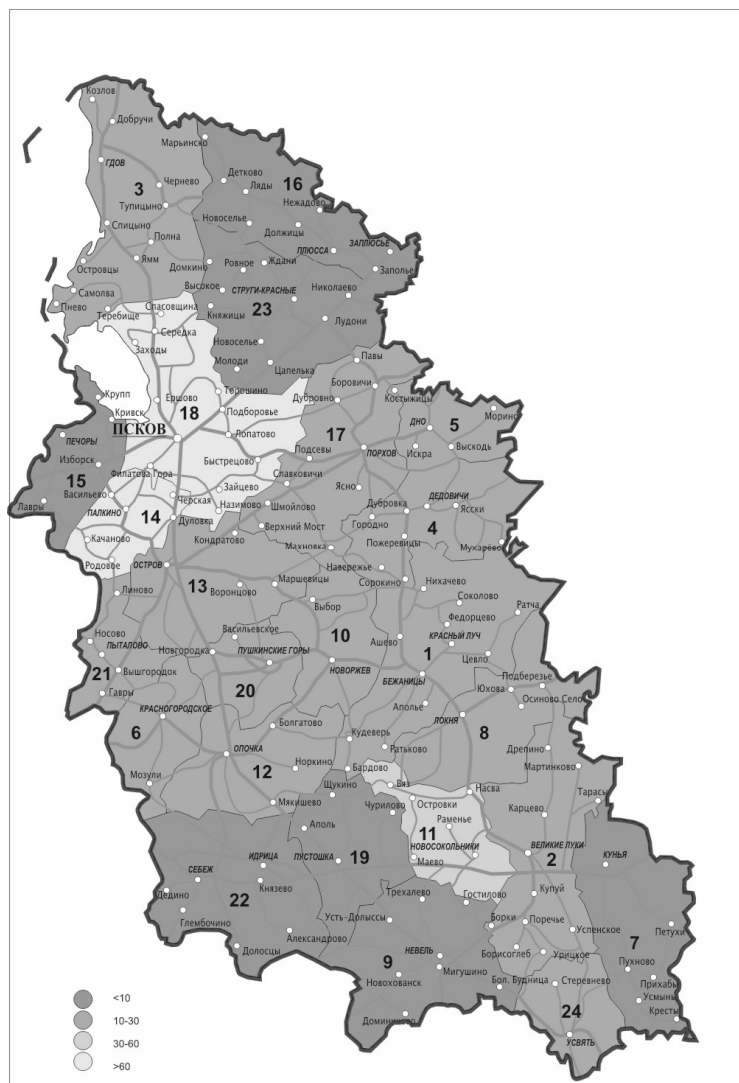 Козлов
Добручи
Марьинско
ГДОВ
Детково
16
Ляды
Чернево
3
Нежадово
Тупицыно
Новоселье
Должицы
Спицыно
Полна
ЗАПЛЮСЬЕ
ПЛЮССА
Ямм
Островцы
Домкино
Ровное
Ждани
Заполье
Самолва
Высокое
СТРУГИ-КРАСНЫЕ
Николаево
Пнево
Теребище
Спасовщина
Княжицы
23
Середка
Лудони
Заходы
Новоселье
Молоди
Цапелька
Павы
Крупп
Ершово
Торошино
Боровичи
Дубровно
Костыжицы
Кривск
18
Подборовье
Морино
ДНО
5
ПСКОВ
Лопатово
17
ПЕЧОРЫ
Искра
Выскодь
ПОРХОВ
Изборск
Быстрецово
Подсевы
15
Филатова Гора
Славковичи
Васильево
Зайцево
Ясно
Лавры
Черская
ДЕДОВИЧИ
ПАЛКИНО
14
Назимово
Шмойлово
Дубровка
Ясски
Дуловка
Городно
4
Качаново
Кондратово
Верхний Мост
Пожеревицы
Махновка
Мухарёво
Родовое
ОСТРОВ
Навережье
13
Маршевицы
Сорокино
Нихачево
Линово
Воронцово
Соколово
Выбор
Ратча
Федорцево
Носово
Васильевское
10
Ашево
КРАСНЫЙ ЛУЧ
ПЫТАЛОВО
Новгородка
ПУШКИНСКИЕ ГОРЫ
1
Цевло
Вышгородок
НОВОРЖЕВ
21
20
БЕЖАНИЦЫ
Подберезье
Гавры
Юхова
КРАСНОГОРОДСКОЕ
Аполье
Осиново Село
6
Болгатово
ЛОКНЯ
Кудеверь
8
ОПОЧКА
Ратьково
Дрепино
12
Норкино
Бардово
Мартинково
Мозули
Вяз
Щукино
Насва
Мякишево
Островки
Тарасы
Чурилово
Карцево
Аполь
11
Раменье
ИДРИЦА
ПУСТОШКА
19
НОВОСОКОЛЬНИКИ
ВЕЛИКИЕ ЛУКИ
Маево
2
КУНЬЯ
СЕБЕЖ
Князево
Дедино
22
Трехалево
Гостилово
Купуй
Глембочино
Усть-Долыссы
Борки
Поречье
Петухи
Александрово
Успенское
7
НЕВЕЛЬ
Долосцы
9
Борисоглеб
Урицкое
Мигушино
Пухново
Новохованск
Бол. Будница
Стеревнево
Прихабы
Усмынь
24
Кресты
Доминиково
УСВЯТЬ
<10
10-30
30-60
>60